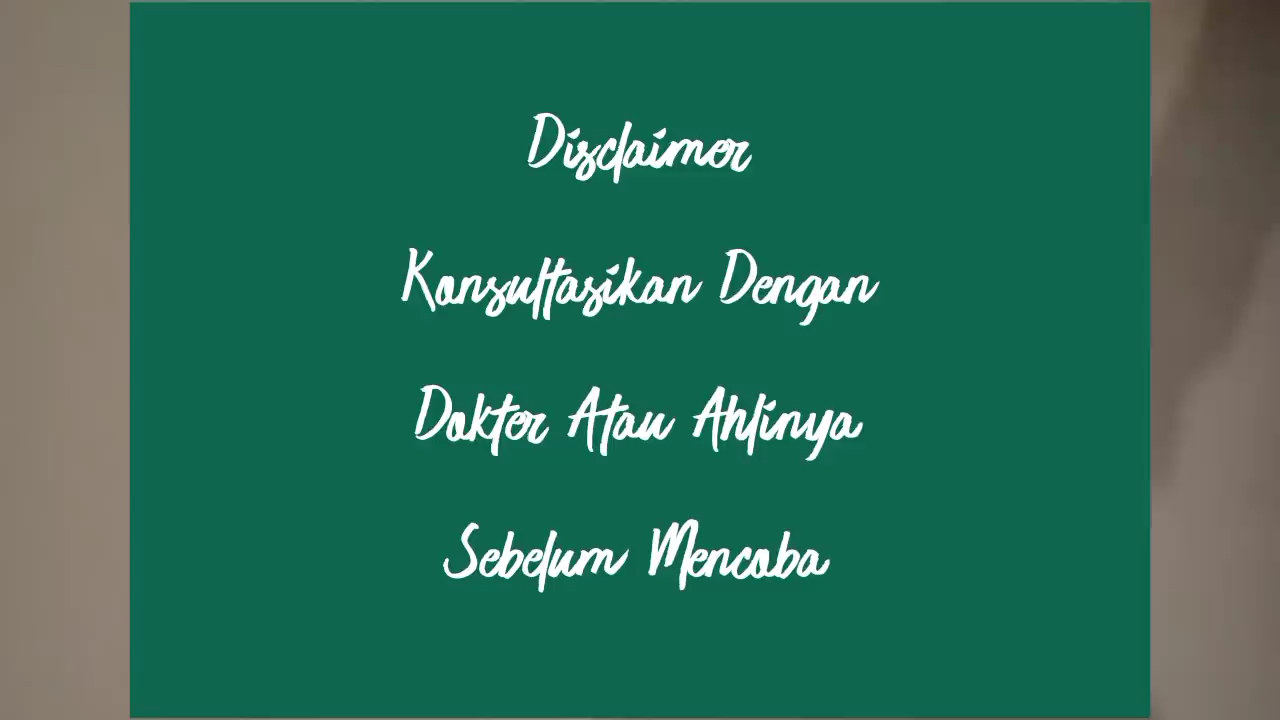 Disclaimer
Konsultasikan Dengan
Dokter Atau Ahlinya
Sebelum Mencoba